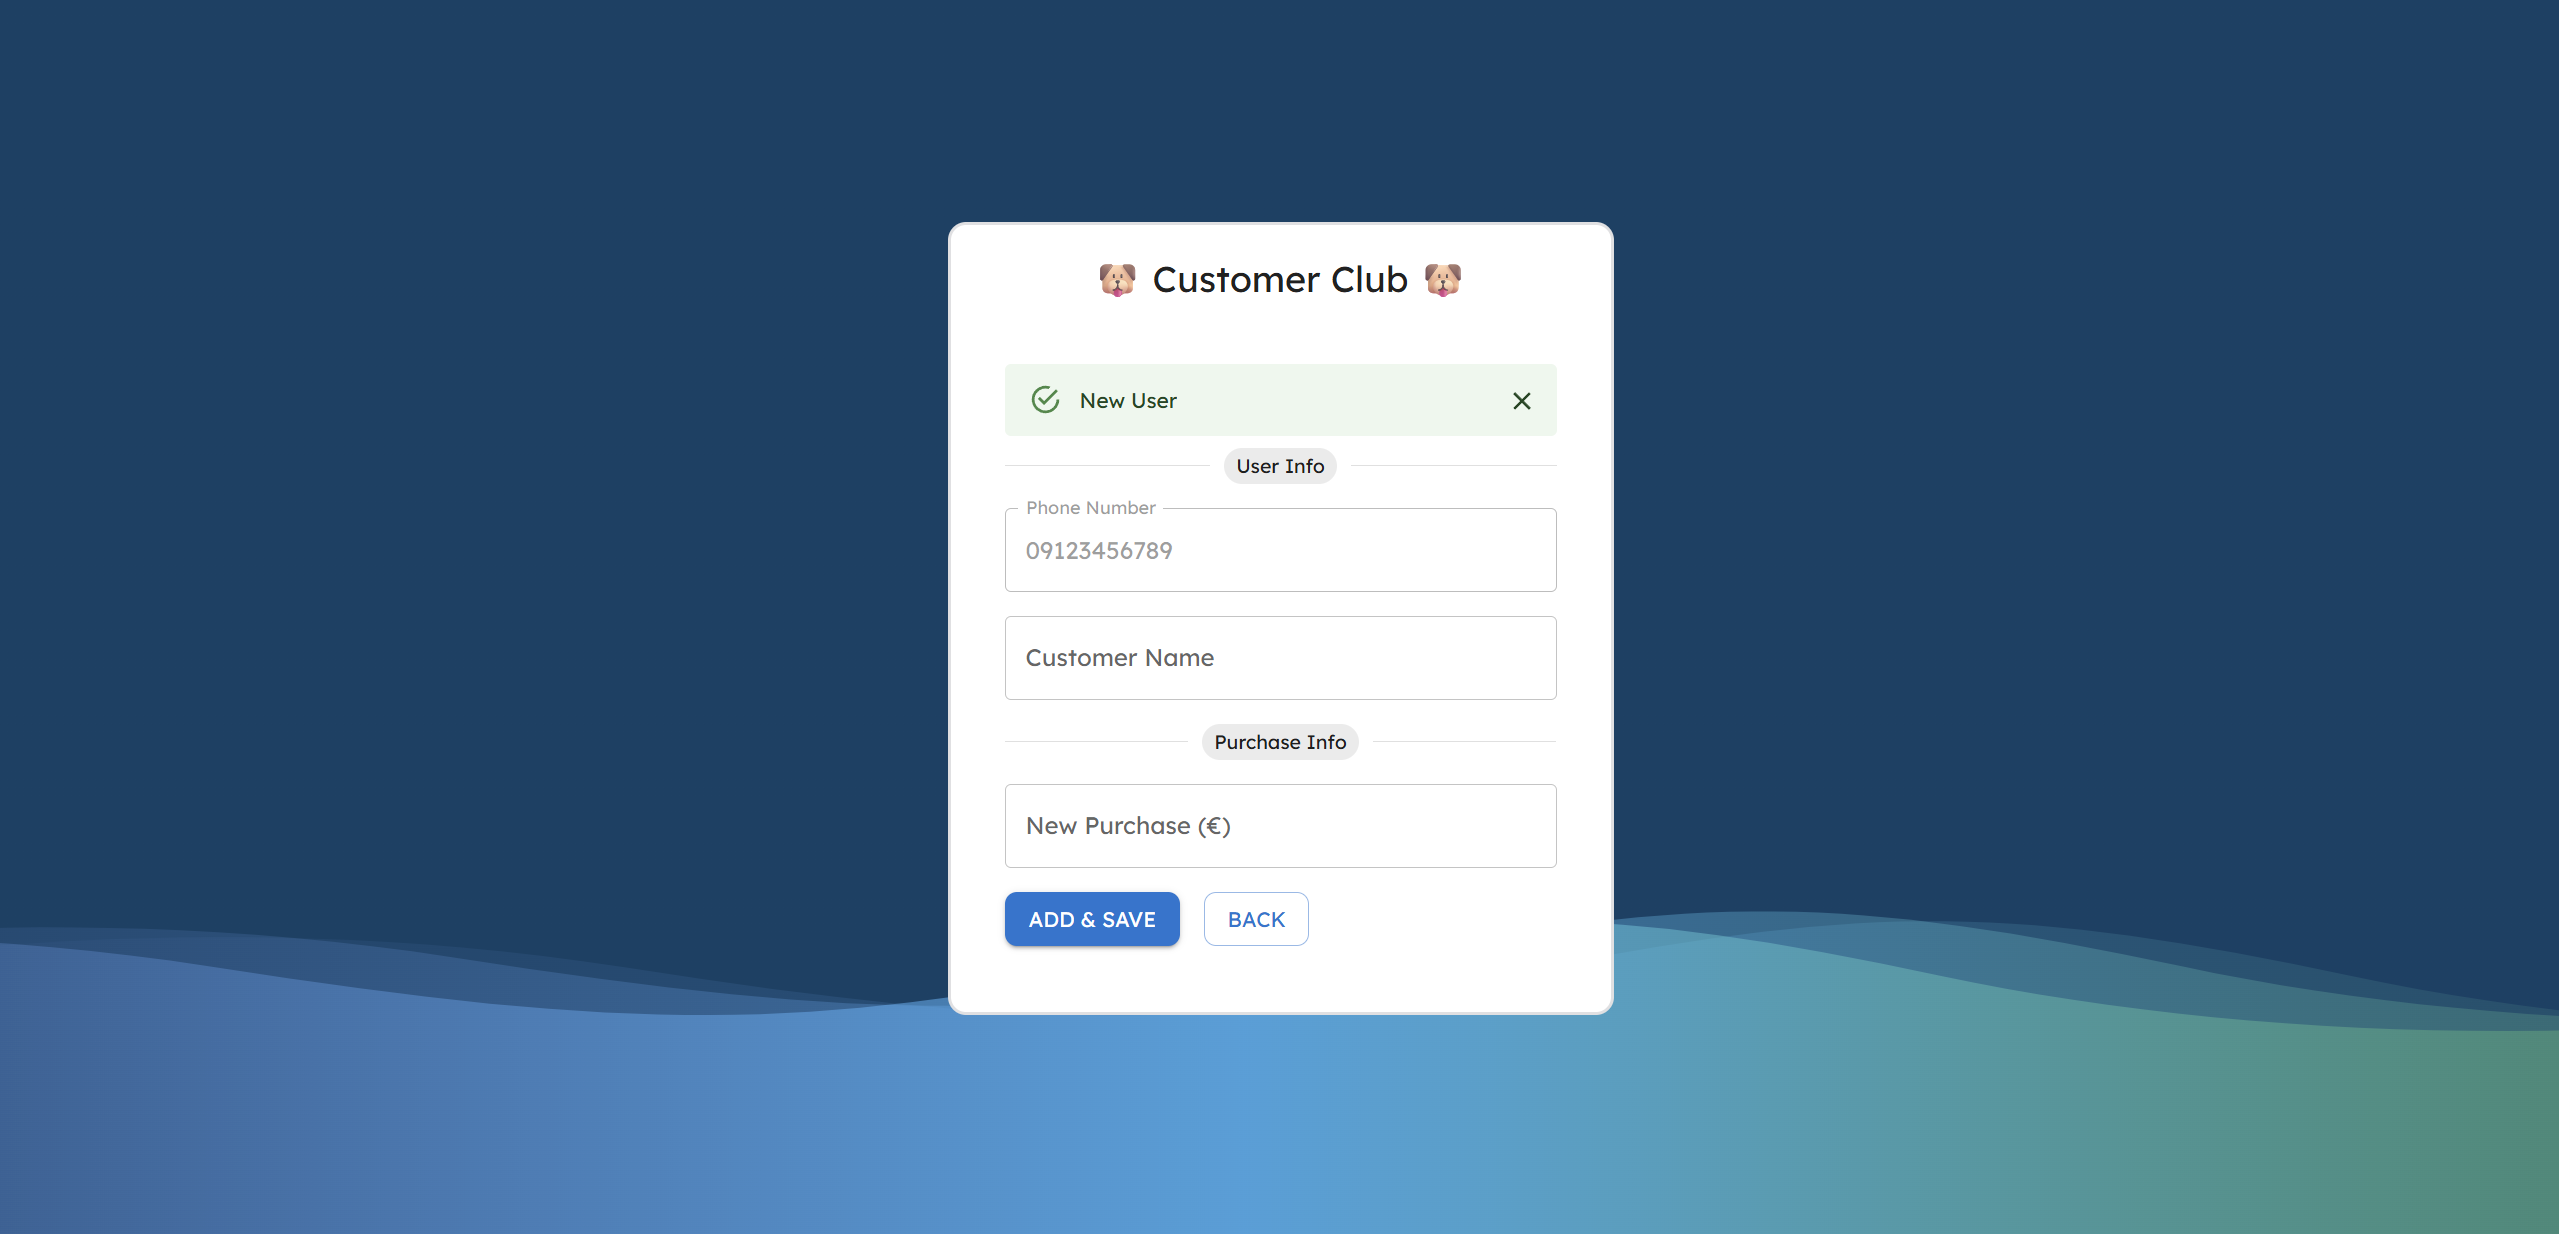 🐶 Customer Club 🐶
New User
User Info
Phone Number
09123456789
Customer Name
Purchase Info
New Purchase (€)
ADD & SAVE
BACK